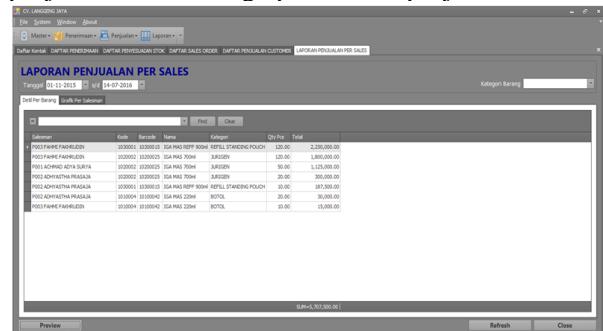 CV. LANGGENG JAYA
File System Window About
Master Penerimaan Penjualan Laporan
Daftar Kontak DAFTAR PENERIMAAN DAFTAR PENYESUAIAN STOK DAFTAR SALES ORDER DAFTAR PENJUALAN CUSTOMER LAPORAN PENJUALAN PER SALES
LAPORAN PENJUALAN PER SALES
Tanggal 01-11-2015 s/d 14-07-2016 Kategori Barang
Detil Per Barang Grafik Per Salesman
Find Clear
Salesman Kode Barcode Nama Kategori Qty Pcs Total
P003 FAHMI FAKHRUDIN 1030001 10300015 IGA MAS REFF 900ml REFILL STANDING POUCH 120.00 2,250,000.00
P003 FAHMI FAKHRUDIN 1020002 10200025 IGA MAS 700ml JURIGEN 120.00 1,800,000.00
P001 ACHMAD ADYA SURYA 1020002 10200025 IGA MAS 700ml JURIGEN 50.00 1,125,000.00
P002 ADHYASTHA PRASAJA 1020002 10200025 IGA MAS 700ml JURIGEN 20.00 300,000.00
P002 ADHYASTHA PRASAJA 1030001 10300015 IGA MAS REFF 900ml REFILL STANDING POUCH 10.00 187,500.00
P002 ADHYASTHA PRASAJA 1010004 10100042 IGA MAS 220ml BOTOL 20.00 30,000.00
P003 FAHMI FAKHRUDIN 1010004 10100042 IGA MAS 220ml BOTOL 10.00 15,000.00
SUM=5,707,500.00
Preview Refresh Close